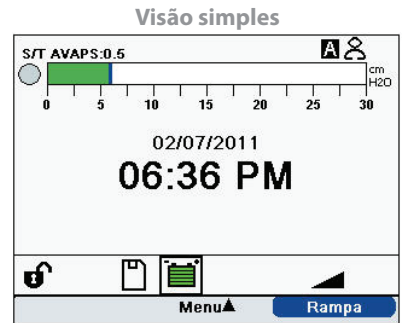 Visão simples
S/T AVAPS:0.5
A
cm
H2O
0 5 10 15 20 25 30
02/07/2011
06:36 PM
Menu
Rampa